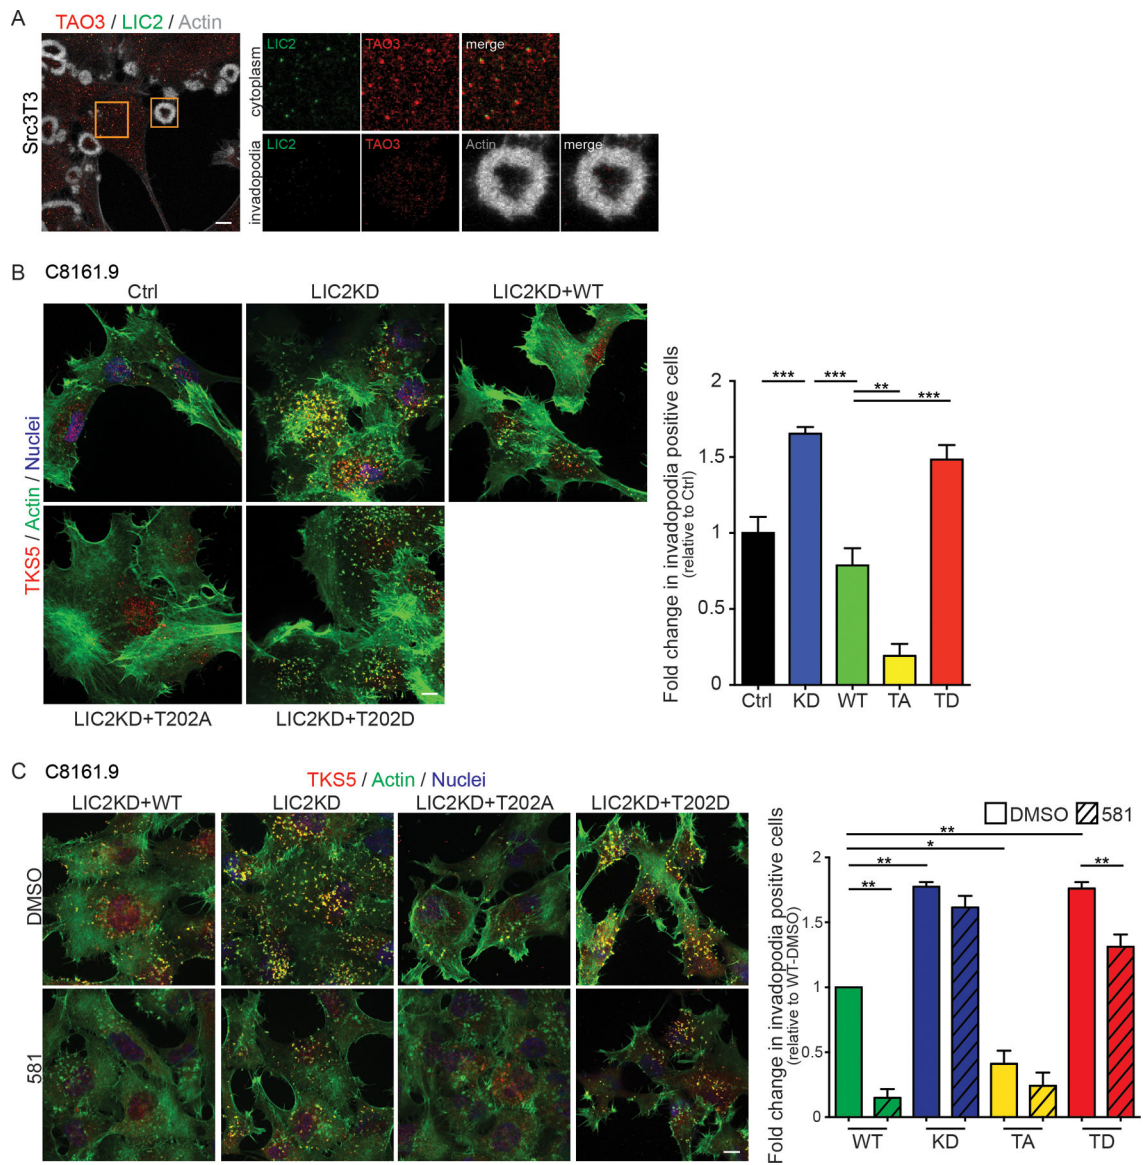 A
TAO3 / LIC2 / Actin
Src3T3
cytoplasm
LIC2
TAO3
merge
invadopodia
LIC2
TAO3
Actin
merge
B
C8161.9
Ctrl
LIC2KD
LIC2KD+WT
TKS5 / Actin / Nuclei
LIC2KD+T202A
LIC2KD+T202D
Fold change in invadopodia positive cells
(relative to Ctrl)
2
1.5
1
0.5
0
***
***
**
***
Ctrl
KD
WT
TA
TD
C
C8161.9
TKS5 / Actin / Nuclei
LIC2KD+WT
LIC2KD
LIC2KD+T202A
LIC2KD+T202D
DMSO
581
Fold change in invadopodia positive cells
(relative to WT-DMSO)
DMSO
581
2
1.5
1
0.5
0
**
*
**
**
**
WT
KD
TA
TD